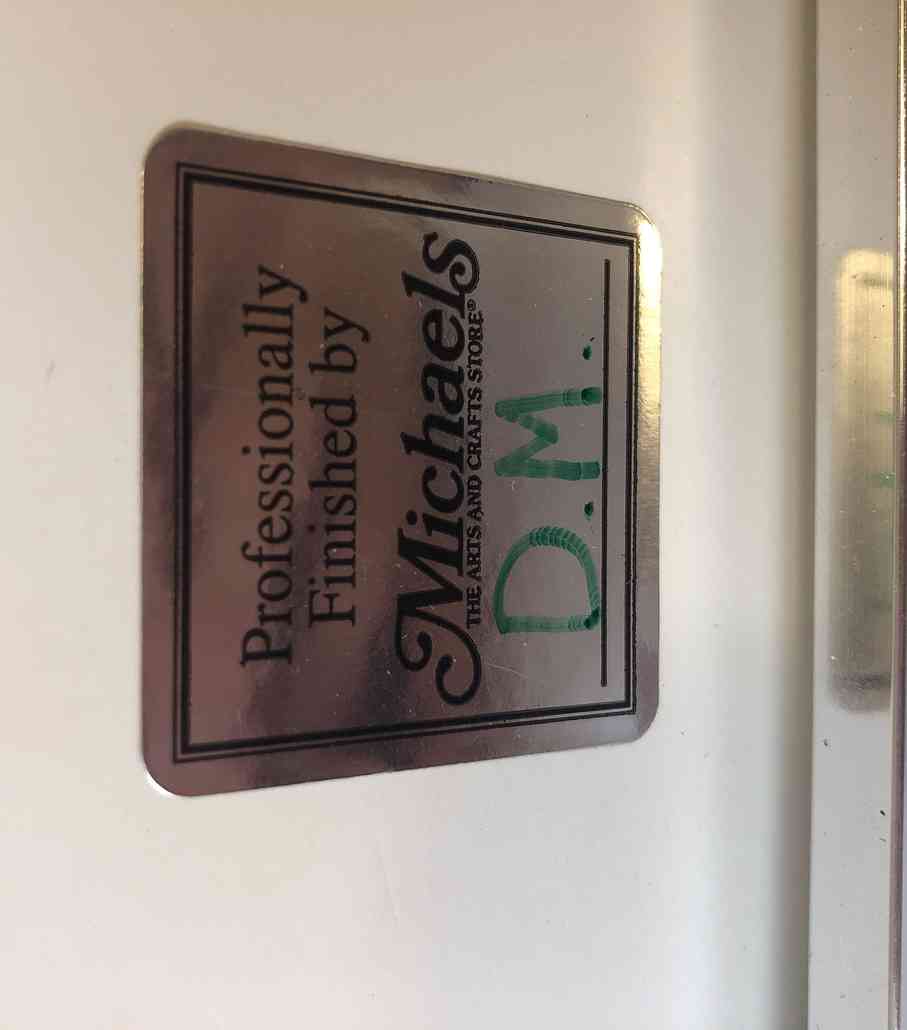 Professionally
Finished by
Michaels
THE ARTS AND CRAFTS STORE®
D.M.